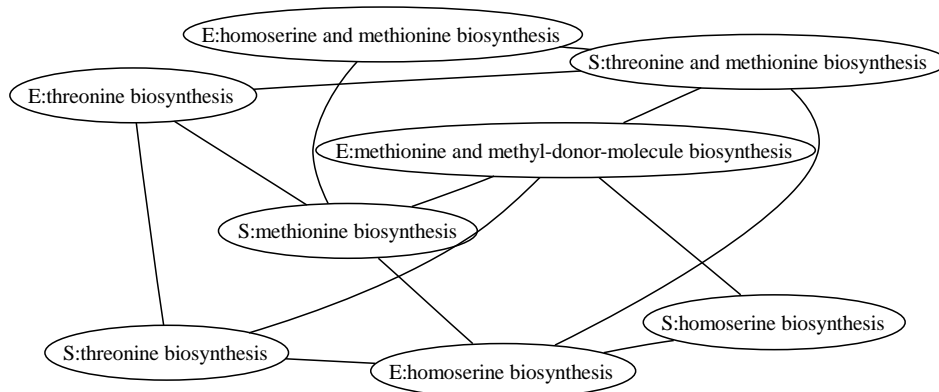 E:homoserine and methionine biosynthesis
S:threonine and methionine biosynthesis
E:threonine biosynthesis
E:methionine and methyl-donor-molecule biosynthesis
S:methionine biosynthesis
S:homoserine biosynthesis
S:threonine biosynthesis
E:homoserine biosynthesis